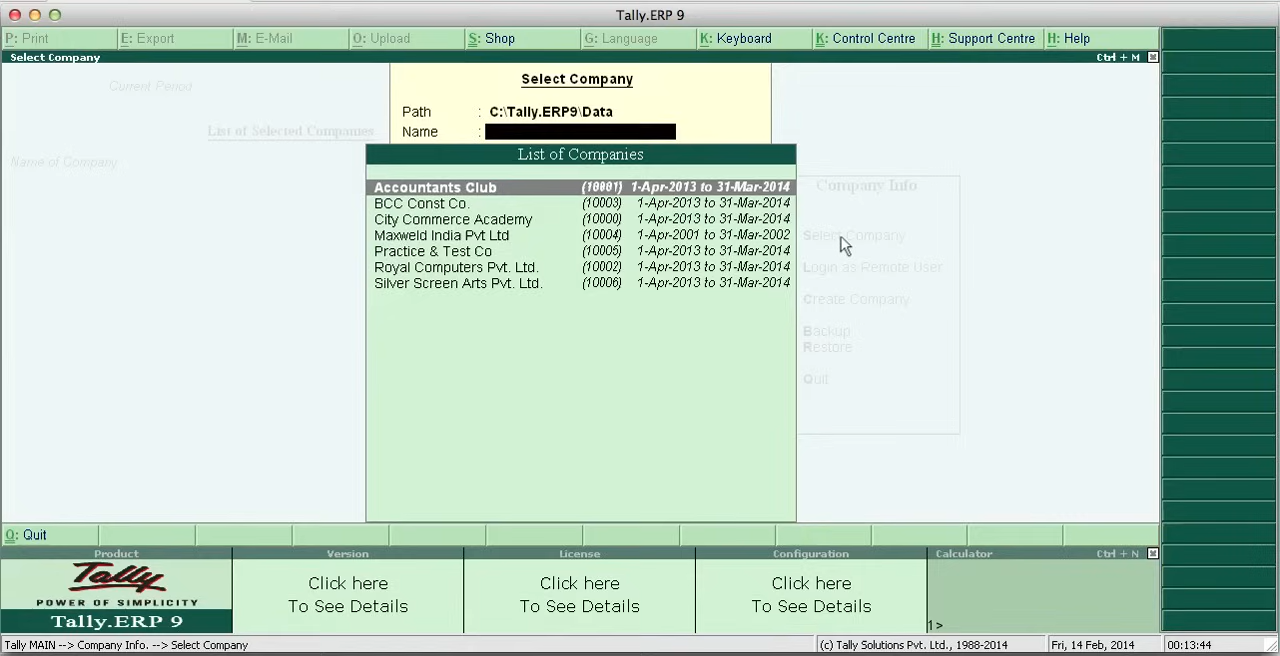 Tally.ERP 9
P: Print E: Export M: E-Mail O: Upload S: Shop G: Language K: Keyboard K: Control Centre H: Support Centre H: Help
Select Company Ctrl + M
Current Period
List of Selected Companies
Name of Company
Select Company
Path : C:\Tally.ERP9\Data
Name :
List of Companies
Accountants Club (10001) 1-Apr-2013 to 31-Mar-2014
BCC Const Co. (10003) 1-Apr-2013 to 31-Mar-2014
City Commerce Academy (10000) 1-Apr-2013 to 31-Mar-2014
Maxweld India Pvt Ltd (10004) 1-Apr-2001 to 31-Mar-2002
Practice & Test Co (10005) 1-Apr-2013 to 31-Mar-2014
Royal Computers Pvt. Ltd. (10002) 1-Apr-2013 to 31-Mar-2014
Silver Screen Arts Pvt. Ltd. (10006) 1-Apr-2013 to 31-Mar-2014
Company Info
Select Company
Login as Remote User
Create Company
Backup
Restore
Quit
Q: Quit
Product Version License Configuration Calculator Ctrl + N
Tally
POWER OF SIMPLICITY
Tally.ERP 9
Click here
To See Details
Click here
To See Details
Click here
To See Details
1>
Tally MAIN --> Company Info. --> Select Company (c) Tally Solutions Pvt. Ltd., 1988-2014 Fri, 14 Feb, 2014 00:13:44